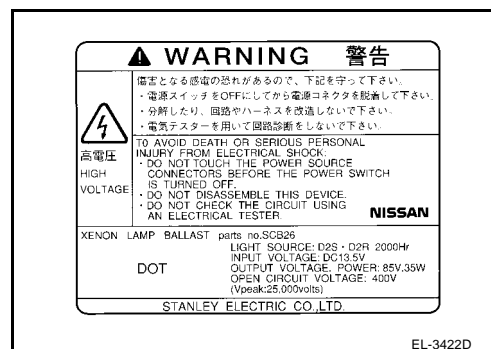 WARNING 警告
傷害となる感電の恐れがあるので、下記を守って下さい。
・電源スイッチをOFFにしてから電源コネクタを脱着して下さい。
・分解したり、回路やハーネスを改造しないで下さい。
・電気テスターを用いて回路診断をしないで下さい。
高電圧
HIGH
VOLTAGE
TO AVOID DEATH OR SERIOUS PERSONAL
INJURY FROM ELECTRICAL SHOCK:
・DO NOT TOUCH THE POWER SOURCE
CONNECTORS BEFORE THE POWER SWITCH
IS TURNED OFF.
・DO NOT DISASSEMBLE THIS DEVICE.
・DO NOT CHECK THE CIRCUIT USING
AN ELECTRICAL TESTER.
NISSAN
XENON LAMP BALLAST parts no.SCB26
DOT
LIGHT SOURCE: D2S・D2R 2000Hr
INPUT VOLTAGE: DC13.5V
OUTPUT VOLTAGE. POWER: 85V,35W
OPEN CIRCUIT VOLTAGE: 400V
(Vpeak:25,000volts)
STANLEY ELECTRIC CO.,LTD.
EL-3422D